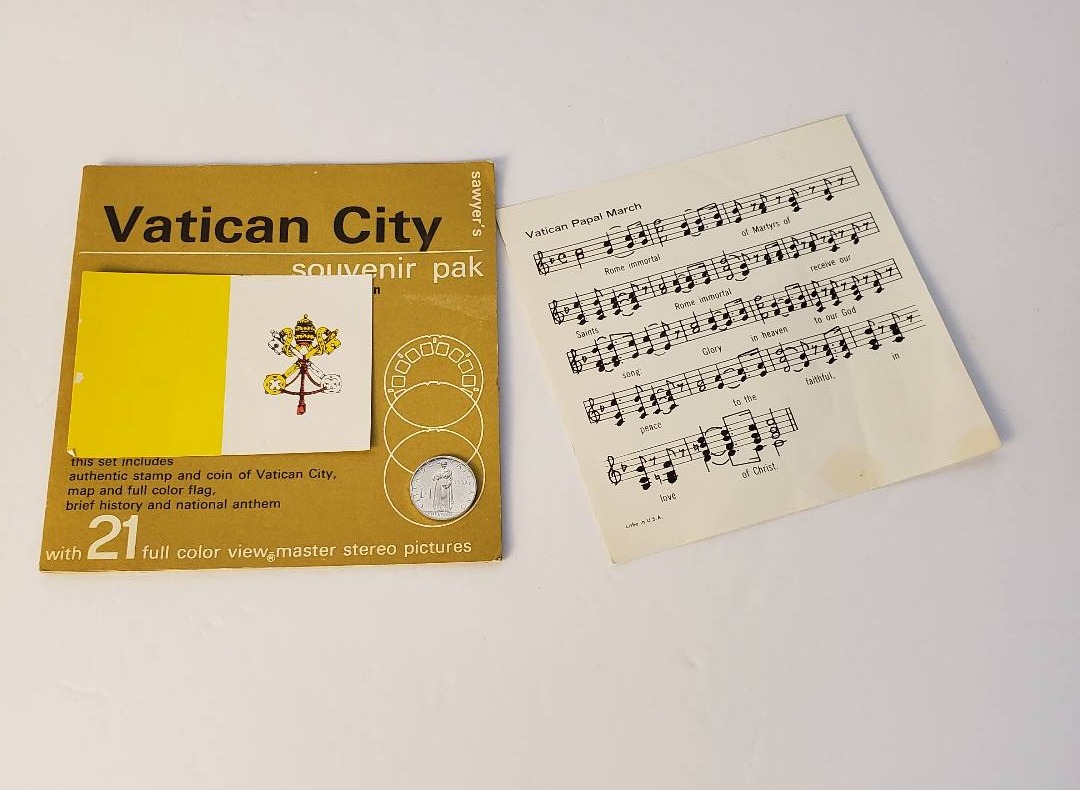 sawyer's
Vatican City
souvenir pak
n
this set includes
authentic stamp and coin of Vatican City,
map and full color flag,
brief history and national anthem
with 21 full color view master stereo pictures
®
Vatican Papal March
Rome immortal of Martyrs of
Saints Rome immortal receive our
song: Glory in heaven to our God
peace to the faithful, in
love of Christ.
Litho in U.S.A.